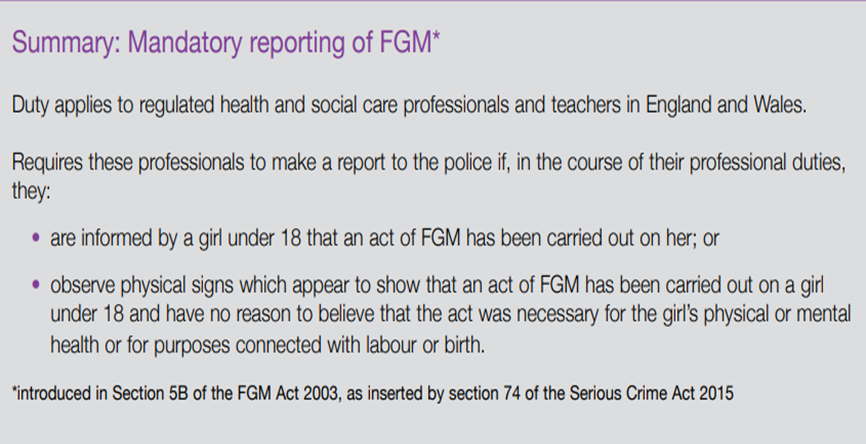 Summary: Mandatory reporting of FGM*
Duty applies to regulated health and social care professionals and teachers in England and Wales.
Requires these professionals to make a report to the police if, in the course of their professional duties,
they:
• are informed by a girl under 18 that an act of FGM has been carried out on her; or
• observe physical signs which appear to show that an act of FGM has been carried out on a girl
under 18 and have no reason to believe that the act was necessary for the girl's physical or mental
health or for purposes connected with labour or birth.
*introduced in Section 5B of the FGM Act 2003, as inserted by section 74 of the Serious Crime Act 2015